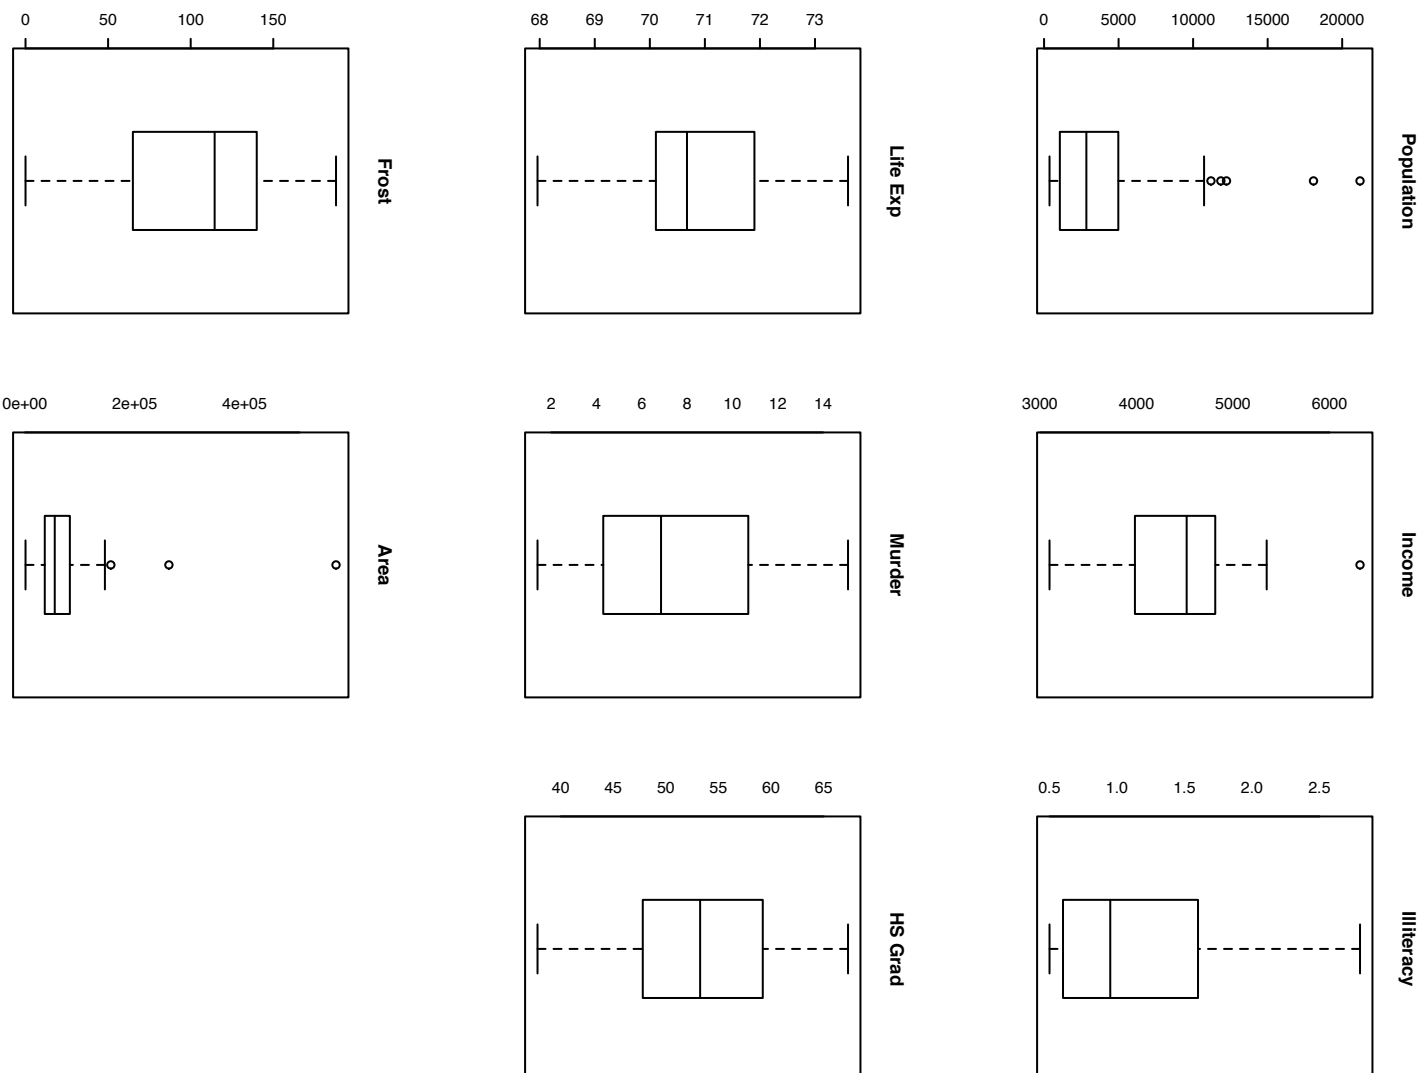 0 50 100 150
Frost
68 69 70 71 72 73
Life Exp
0 5000 10000 15000 20000
Population
0e+00 2e+05 4e+05
Area
2 4 6 8 10 12 14
Murder
3000 4000 5000 6000
Income
40 45 50 55 60 65
HS Grad
0.5 1.0 1.5 2.0 2.5
Illiteracy